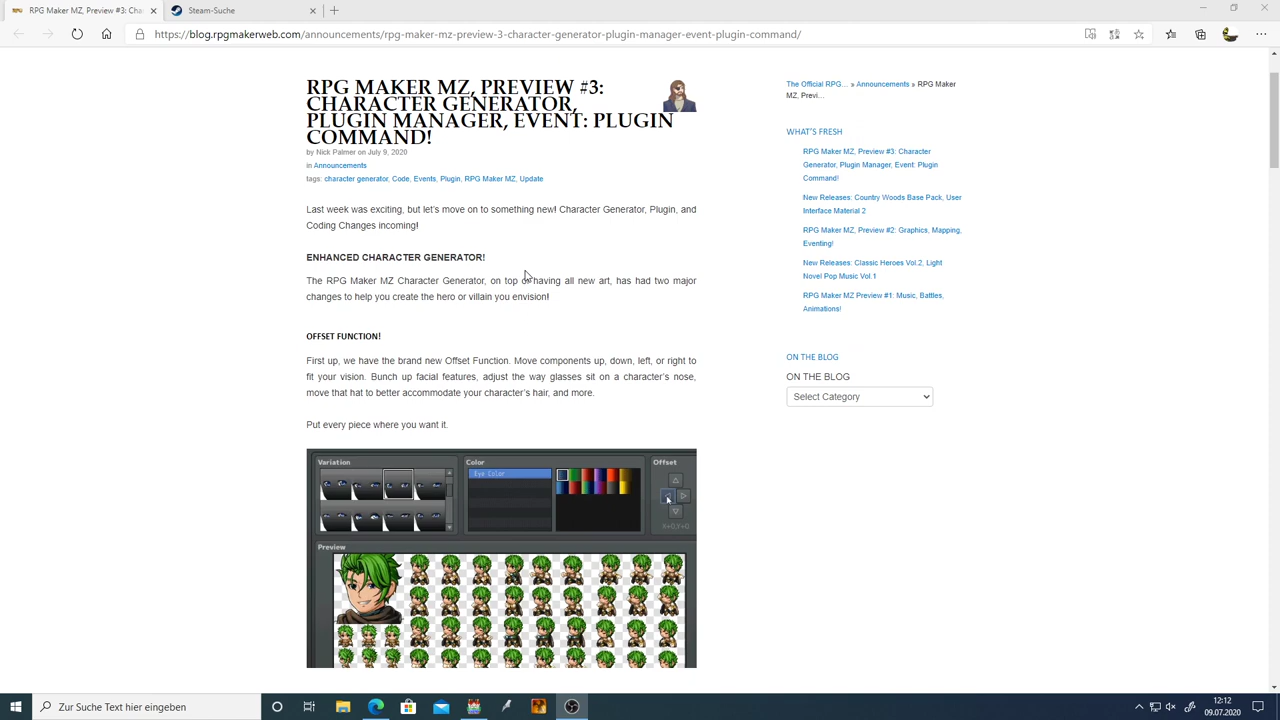 RPG MAKER MZ, PREVIEW #3: Cha
Steam-Suche
https://blog.rpgmakerweb.com/announcements/rpg-maker-mz-preview-3-character-generator-plugin-manager-event-plugin-command/
RPG MAKER MZ, PREVIEW #3:
CHARACTER GENERATOR,
PLUGIN MANAGER, EVENT: PLUGIN
COMMAND!
by Nick Palmer on July 9, 2020
in Announcements
tags: character generator, Code, Events, Plugin, RPG Maker MZ, Update
Last week was exciting, but let's move on to something new! Character Generator, Plugin, and
Coding Changes incoming!
ENHANCED CHARACTER GENERATOR!
The RPG Maker MZ Character Generator, on top of having all new art, has had two major
changes to help you create the hero or villain you envision!
OFFSET FUNCTION!
First up, we have the brand new Offset Function. Move components up, down, left, or right to
fit your vision. Bunch up facial features, adjust the way glasses sit on a character's nose,
move that hat to better accommodate your character's hair, and more.
Put every piece where you want it.
Variation
Color
Offset
Eye Color
X+0,Y+0
Preview
The Official RPG... » Announcements » RPG Maker
MZ, Previ...
WHAT'S FRESH
RPG Maker MZ, Preview #3: Character
Generator, Plugin Manager, Event: Plugin
Command!
New Releases: Country Woods Base Pack, User
Interface Material 2
RPG Maker MZ, Preview #2: Graphics, Mapping,
Eventing!
New Releases: Classic Heroes Vol.2, Light
Novel Pop Music Vol.1
RPG Maker MZ Preview #1: Music, Battles,
Animations!
ON THE BLOG
ON THE BLOG
Select Category
Zur Suche Text hier eingeben
12:12
09.07.2020